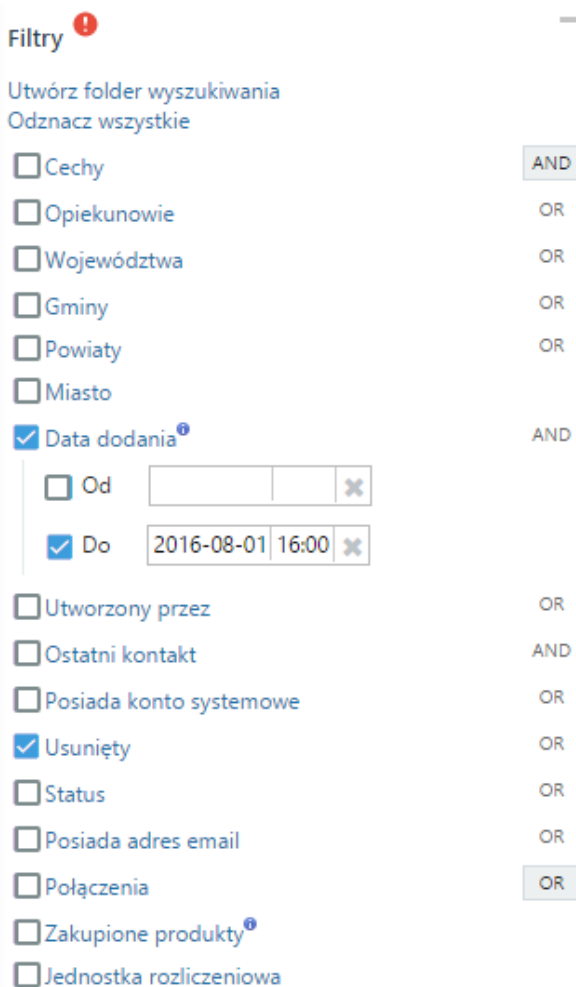 Filtry
Utwórz folder wyszukiwania
Odznacz wszystkie
Cechy AND
Opiekunowie OR
Województwa OR
Gminy OR
Powiaty OR
Miasto
Data dodania AND
Od
Do 2016-08-01 16:00
Utworzony przez OR
Ostatni kontakt AND
Posiada konto systemowe OR
Usunięty OR
Status OR
Posiada adres email OR
Połączenia OR
Zakupione produkty
Jednostka rozliczeniowa